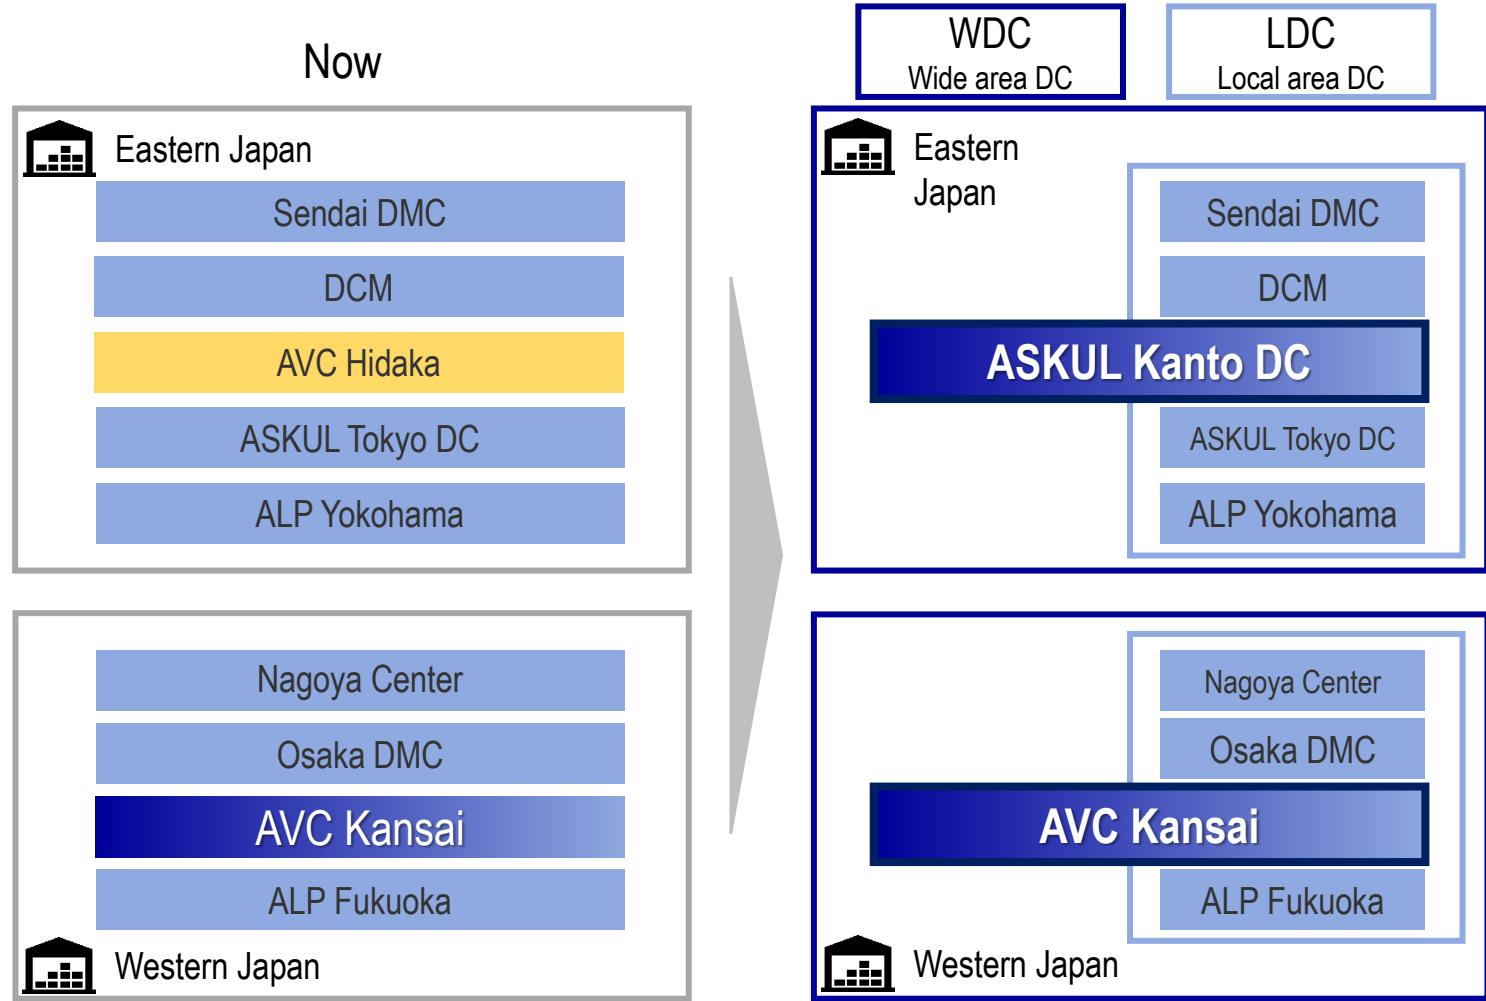 Now
Eastern Japan
Sendai DMC
DCM
AVC Hidaka
ASKUL Tokyo DC
ALP Yokohama
Nagoya Center
Osaka DMC
AVC Kansai
ALP Fukuoka
Western Japan
WDC
Wide area DC
LDC
Local area DC
Eastern
Japan
Sendai DMC
DCM
ASKUL Kanto DC
ASKUL Tokyo DC
ALP Yokohama
Nagoya Center
Osaka DMC
AVC Kansai
ALP Fukuoka
Western Japan